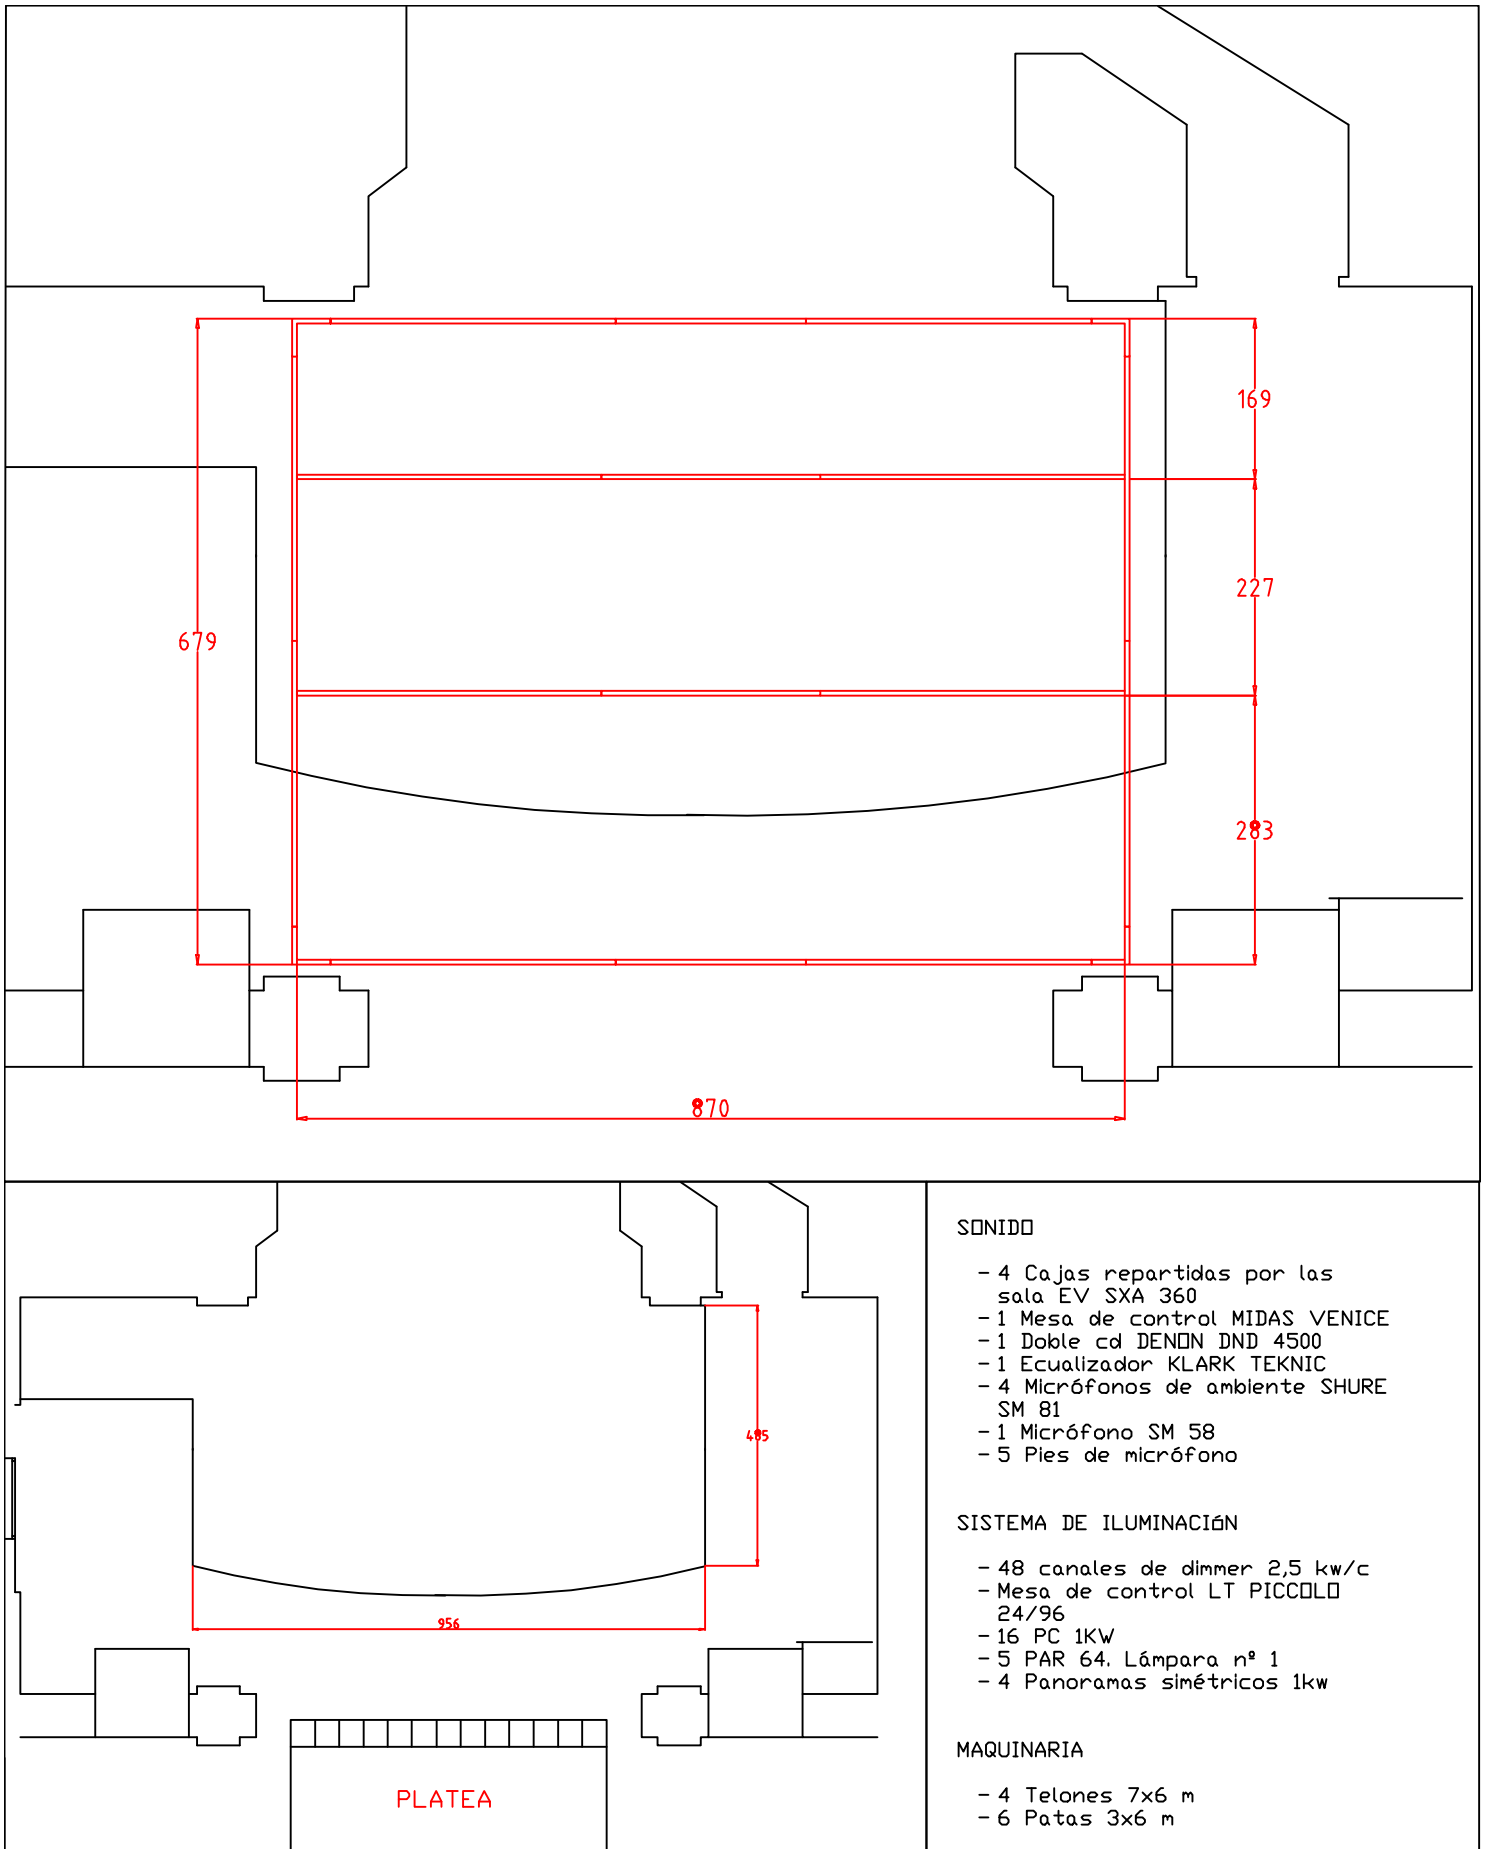 169
227
679
283
870
SONIDO
- 4 Cajas repartidas por las
sala EV SXA 360
- 1 Mesa de control MIDAS VENICE
- 1 Doble cd DENON DND 4500
- 1 Ecualizador KLARK TEKNIC
- 4 Micrófonos de ambiente SHURE
SM 81
- 1 Micrófono SM 58
- 5 Pies de micrófono
485
956
PLATEA
SISTEMA DE ILUMINACIóN
- 48 canales de dimmer 2,5 kw/c
- Mesa de control LT PICCOLO
24/96
- 16 PC 1KW
- 5 PAR 64. Lámpara nº 1
- 4 Panoramas simétricos 1kw
MAQUINARIA
- 4 Telones 7x6 m
- 6 Patas 3x6 m